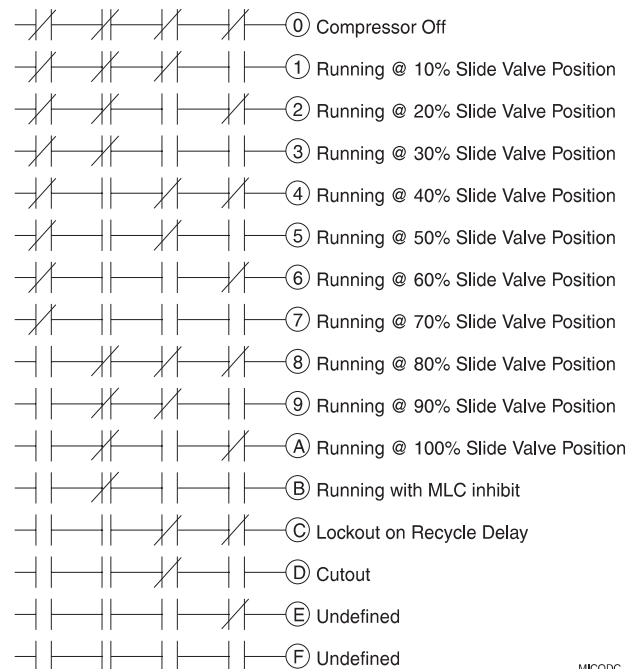 0 Compressor Off
1 Running @ 10% Slide Valve Position
2 Running @ 20% Slide Valve Position
3 Running @ 30% Slide Valve Position
4 Running @ 40% Slide Valve Position
5 Running @ 50% Slide Valve Position
6 Running @ 60% Slide Valve Position
7 Running @ 70% Slide Valve Position
8 Running @ 80% Slide Valve Position
9 Running @ 90% Slide Valve Position
A Running @ 100% Slide Valve Position
B Running with MLC inhibit
C Lockout on Recycle Delay
D Cutout
E Undefined
F Undefined